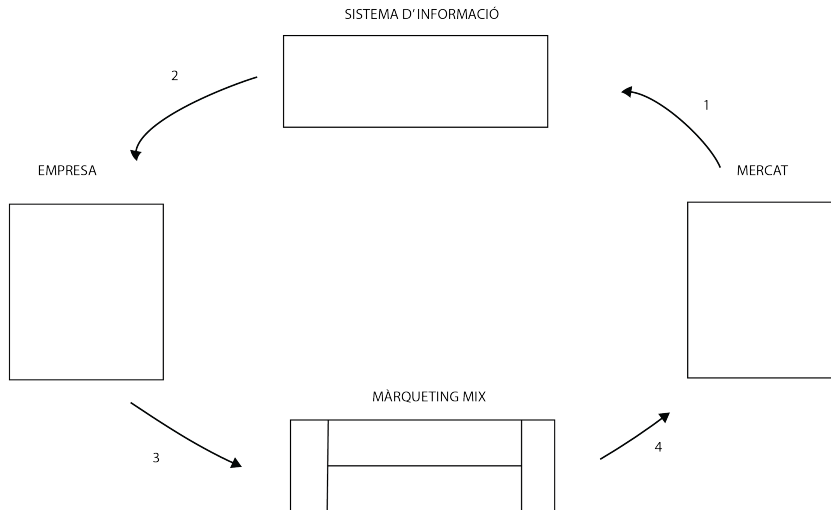 SISTEMA D'INFORMACIÓ
2
1
EMPRESA
MERCAT
MÀRQUETING MIX
3
4